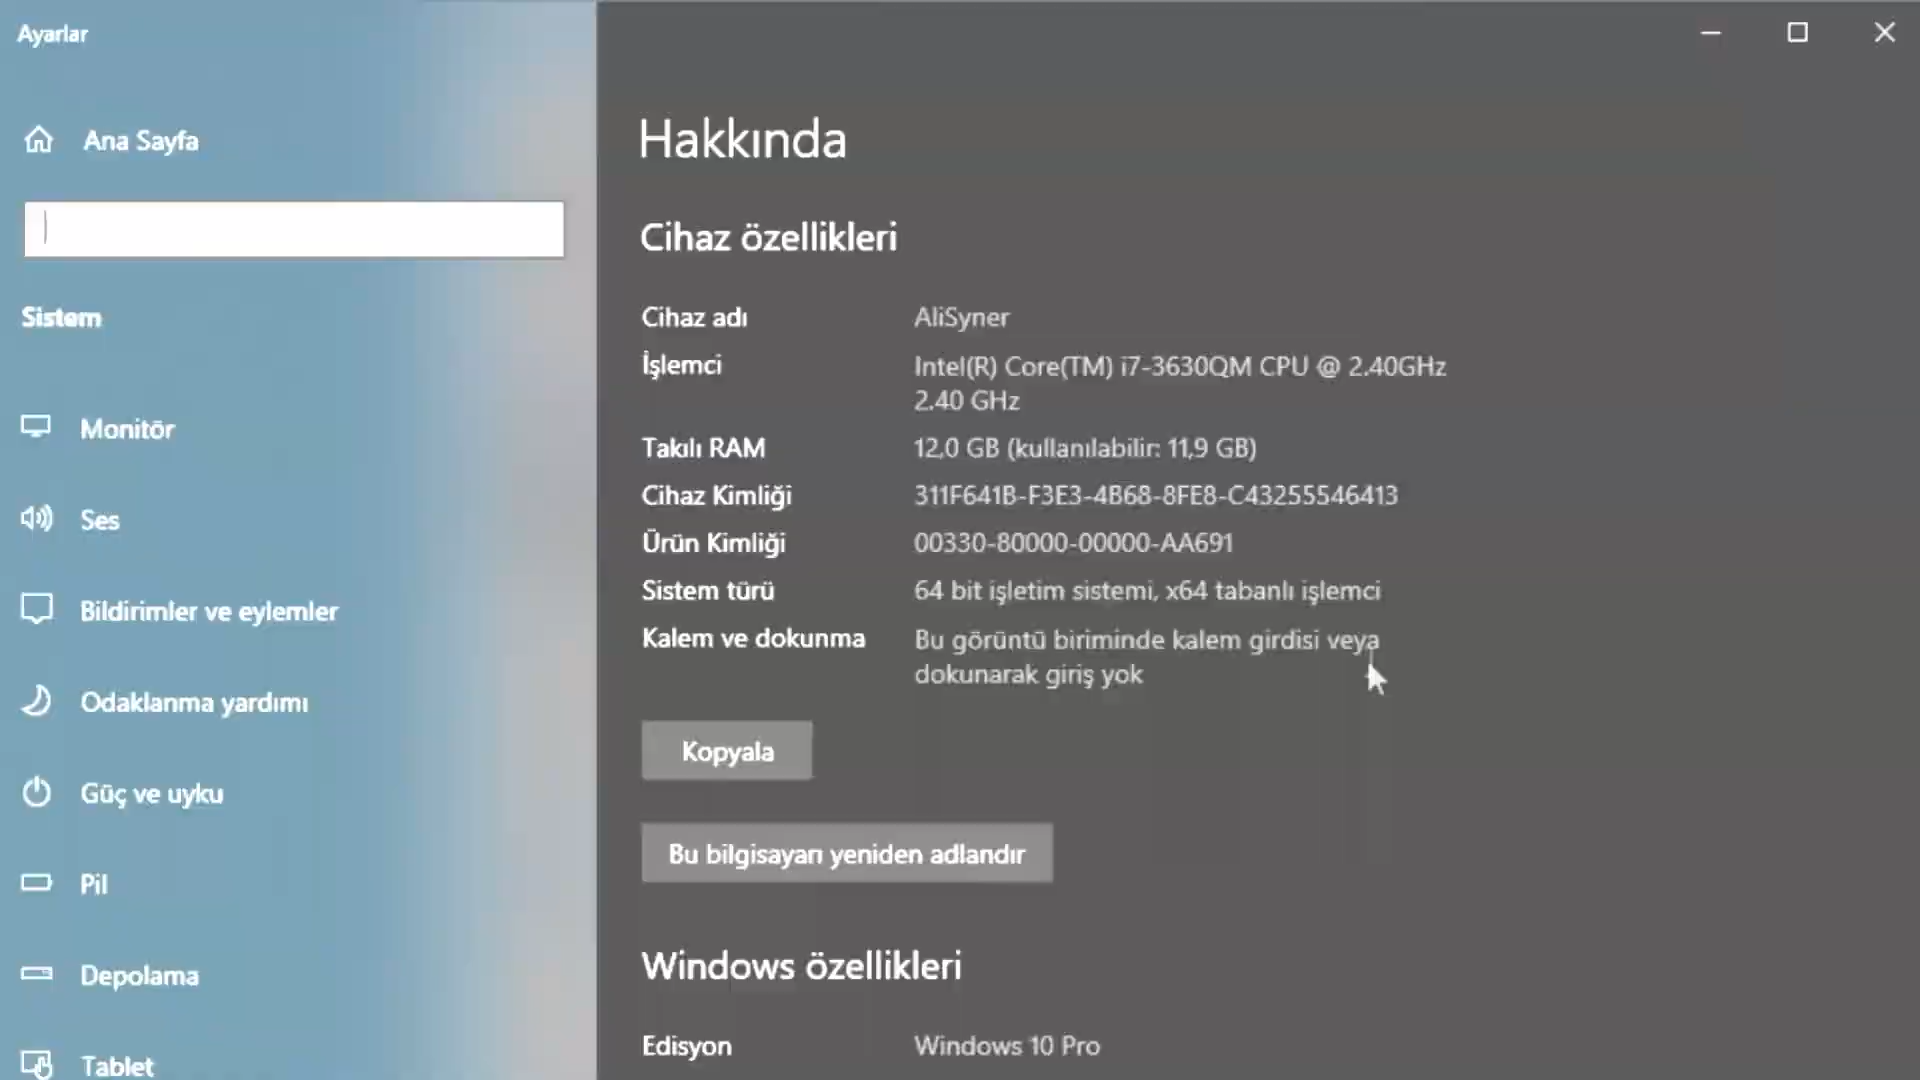 Ayarlar
Ana Sayfa
Sistem
Monitör
Ses
Bildirimler ve eylemler
Odaklanma yardımı
Güç ve uyku
Pil
Depolama
Tablet
Hakkında
Cihaz özellikleri
Cihaz adı AliSyner
İşlemci Intel(R) Core(TM) i7-3630QM CPU @ 2.40GHz
2.40 GHz
Takılı RAM 12,0 GB (kullanılabilir: 11,9 GB)
Cihaz Kimliği 311F641B-F3E3-4B68-8FE8-C43255546413
Ürün Kimliği 00330-80000-00000-AA691
Sistem türü 64 bit işletim sistemi, x64 tabanlı işlemci
Kalem ve dokunma Bu görüntü biriminde kalem girdisi veya
dokunarak giriş yok
Kopyala
Bu bilgisayarı yeniden adlandır
Windows özellikleri
Edisyon Windows 10 Pro